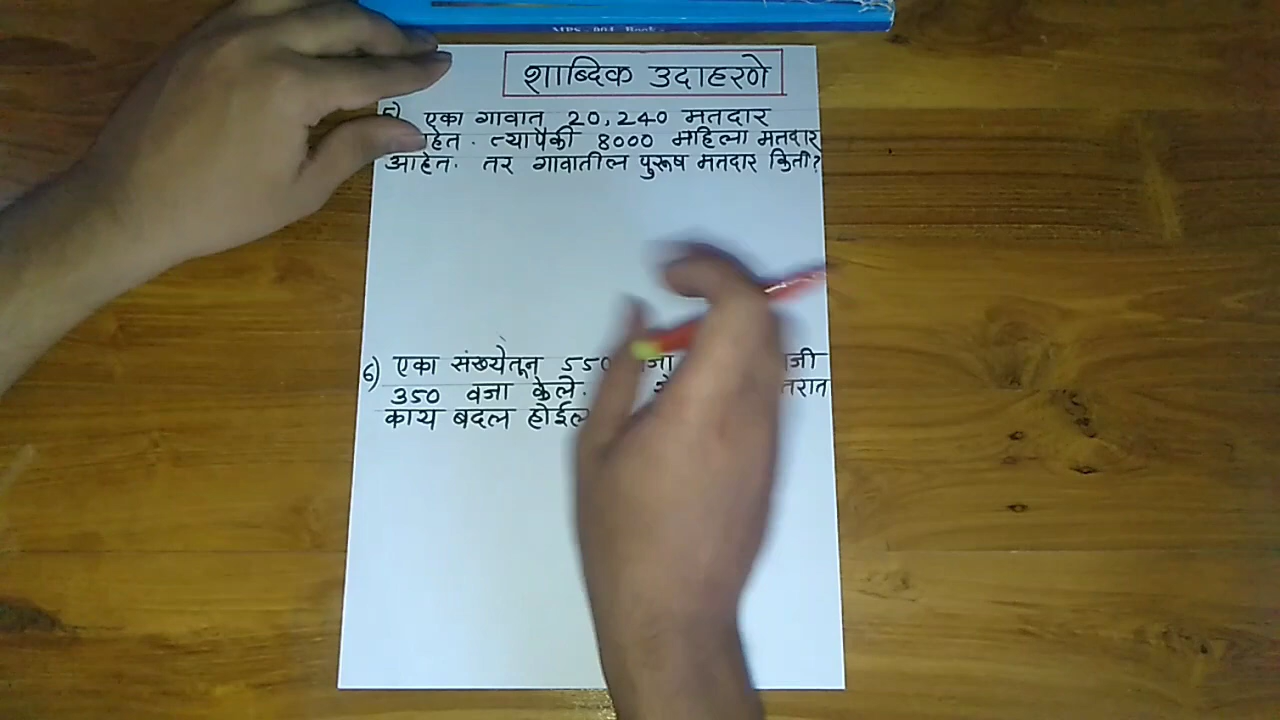 शाब्दिक उदाहरणे
5) एका गावात 20,240 मतदार
त्यापैकी 8000 महिला मतदार
आहेत. तर गावातील पुरूष मतदार किती?
6) एका संख्येतून 550
350 वजा केले.
काय बदल होईल